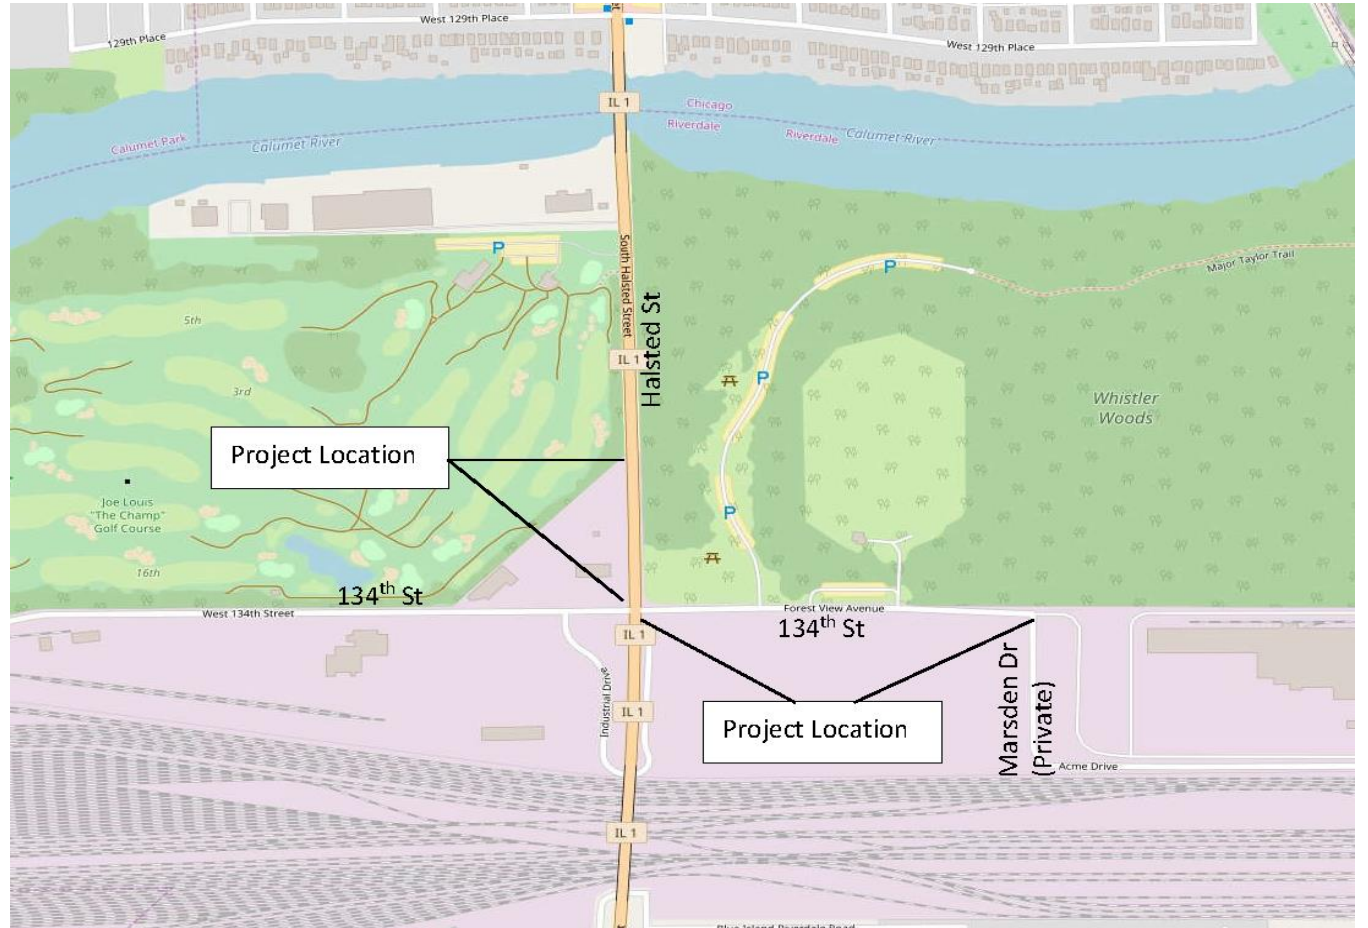 West 129th Place
129th Place
West 129th Place
IL 1
Chicago
Riverdale
Riverdale
Calumet River
Calumet Park
Calumet River
P
South Halsted Street
Halsted St
P
Major Taylor Trail
5th
IL 1
3rd
P
Whistler
Woods
Project Location
Joe Louis
"The Champ"
Golf Course
P
16th
134th St
West 134th Street
Forest View Avenue
134th St
IL 1
Industrial Drive
IL 1
Project Location
Marsden Dr
(Private)
Acme Drive
IL 1